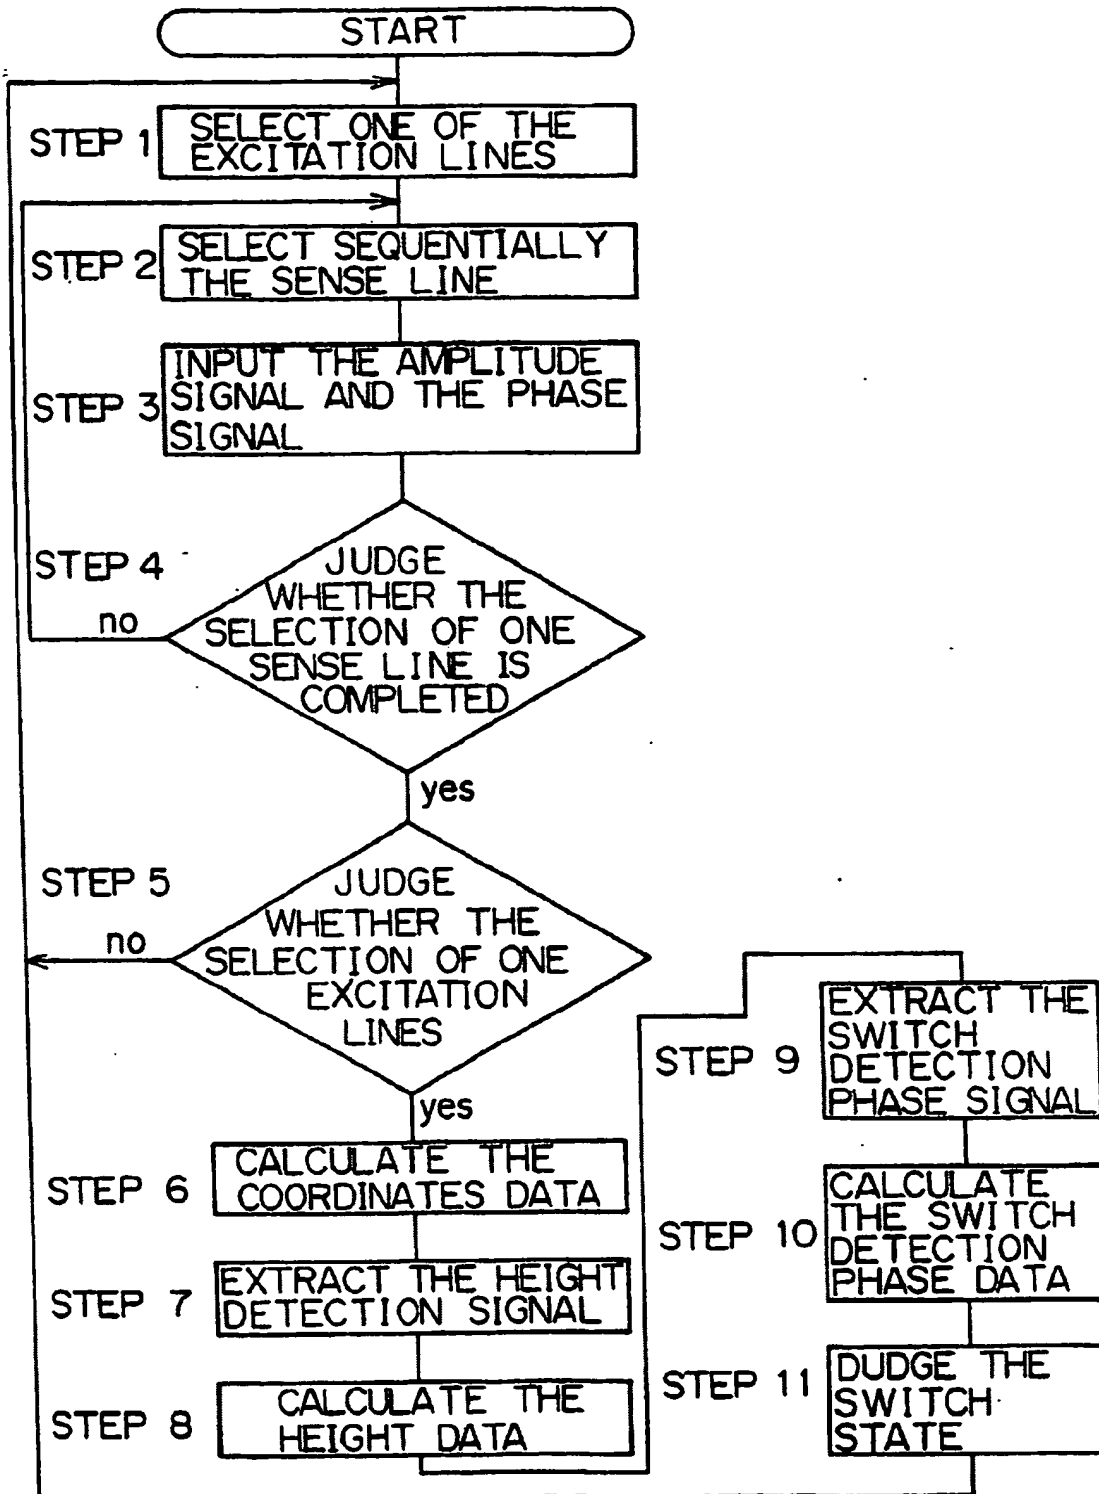 START
STEP 1
SELECT ONE OF THE
EXCITATION LINES
STEP 2
SELECT SEQUENTIALLY
THE SENSE LINE
STEP 3
INPUT THE AMPLITUDE
SIGNAL AND THE PHASE
SIGNAL
STEP 4
JUDGE
WHETHER THE
SELECTION OF ONE
SENSE LINE IS
COMPLETED
no
yes
STEP 5
JUDGE
WHETHER THE
SELECTION OF ONE
EXCITATION
LINES
no
yes
STEP 6
CALCULATE THE
COORDINATES DATA
STEP 7
EXTRACT THE HEIGHT
DETECTION SIGNAL
STEP 8
CALCULATE THE
HEIGHT DATA
STEP 9
EXTRACT THE
SWITCH
DETECTION
PHASE SIGNAL
STEP 10
CALCULATE
THE SWITCH
DETECTION
PHASE DATA
STEP 11
DUDGE THE
SWITCH
STATE